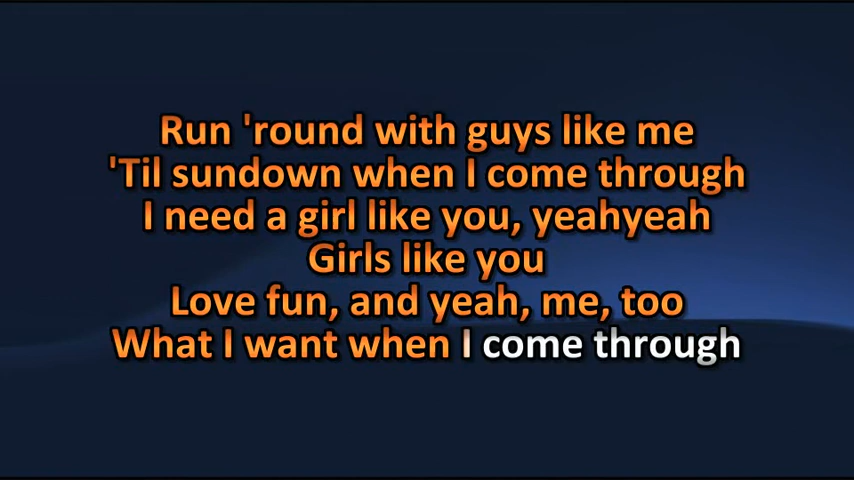 Run 'round with guys like me
'Til sundown when I come through
I need a girl like you, yeahyeah
Girls like you
Love fun, and yeah, me, too
What I want when I come through